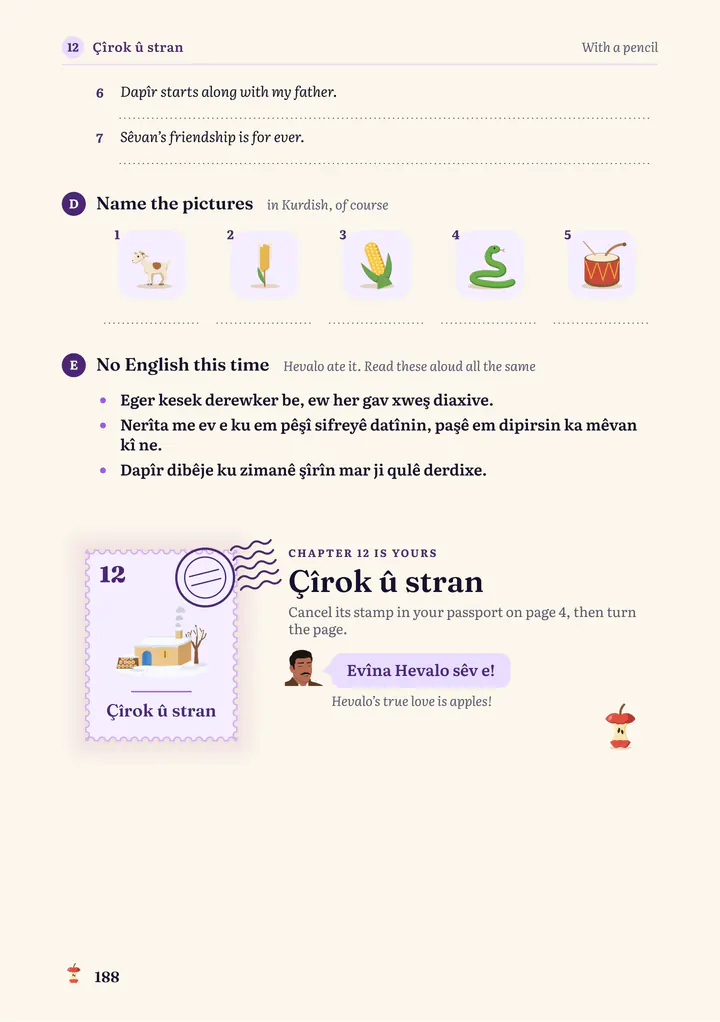 12 Çîrok û stran
With a pencil
6 Dapîr starts along with my father.
7 Sêvan’s friendship is for ever.
D Name the pictures in Kurdish, of course
1 2 3 4 5
E No English this time Hevalo ate it. Read these aloud all the same
• Eger kesek derewker be, ew her gav xweş diaxive.
• Nerîta me ev e ku em pêşî sifreyê datînin, paşê em dipirsin ka mêvan
kî ne.
• Dapîr dibêje ku zimanê şîrîn mar ji qulê derdixe.
12
Çîrok û stran
CHAPTER 12 IS YOURS
Çîrok û stran
Cancel its stamp in your passport on page 4, then turn
the page.
Evîna Hevalo sêv e!
Hevalo’s true love is apples!
188